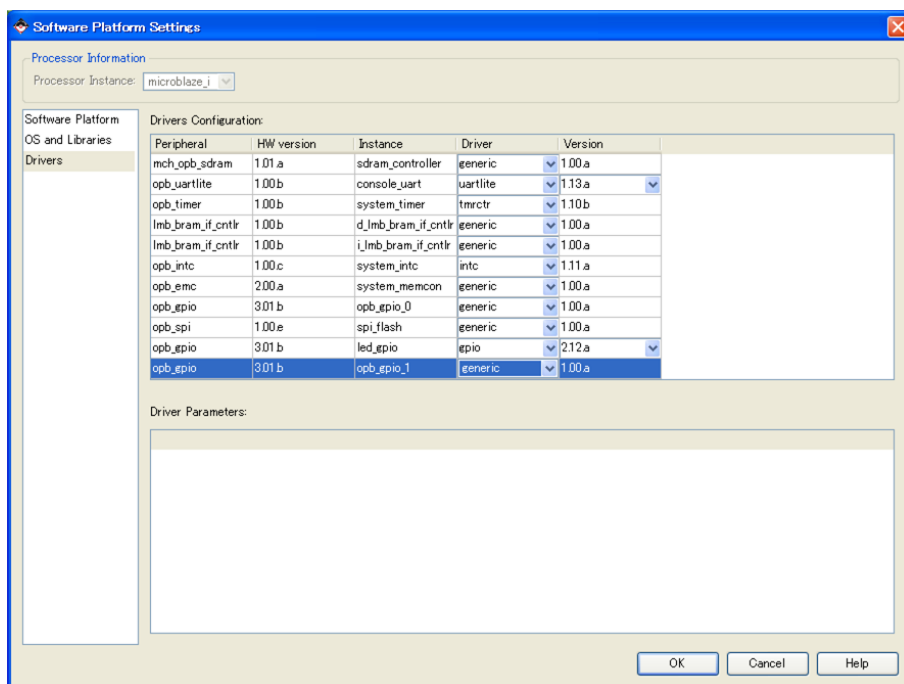 Software Platform Settings
Processor Information
Processor Instance: microblaze_i
Software Platform
OS and Libraries
Drivers
Drivers Configuration:
Peripheral HW version Instance Driver Version
mch_opb_sdram 1.01.a sdram_controller generic 1.00.a
opb_uartlite 1.00.b console_uart uartlite 1.13.a
opb_timer 1.00.b system_timer tmrctr 1.10.b
lmb_bram_if_cntlr 1.00.b d_lmb_bram_if_cntlr generic 1.00.a
lmb_bram_if_cntlr 1.00.b i_lmb_bram_if_cntlr generic 1.00.a
opb_intc 1.00.c system_intc intc 1.11.a
opb_emc 2.00.a system_memcon generic 1.00.a
opb_gpio 3.01.b opb_gpio_0 generic 1.00.a
opb_spi 1.00.e spi_flash generic 1.00.a
opb_gpio 3.01.b led_gpio gpio 2.12.a
opb_gpio 3.01.b opb_gpio_1 generic 1.00.a
Driver Parameters:
OK Cancel Help